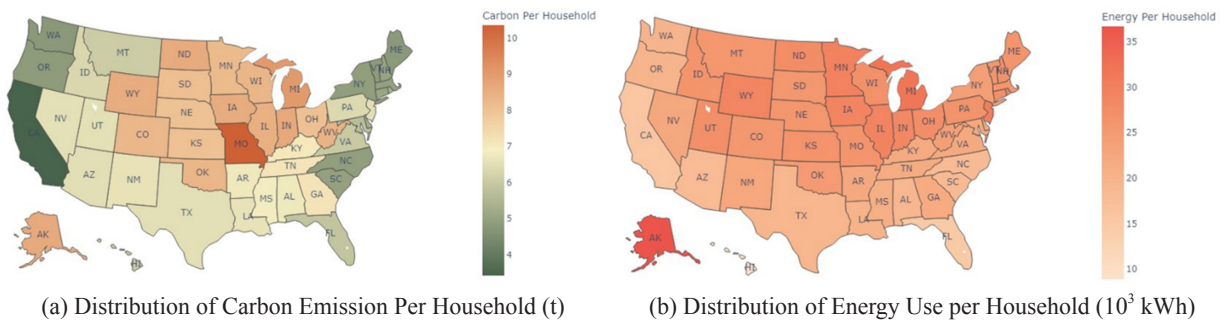 Carbon Per Household
10
9
8
7
6
5
4
WA
OR
CA
ID
NV
MT
WY
UT
AZ
CO
NM
ND
SD
NE
KS
OK
TX
MN
IA
MO
AR
LA
WI
IL
MS
MI
IN
KY
TN
AL
OH
WV
GA
FL
PA
NY
VA
NC
SC
VT
NH
ME
AK
HI
(a) Distribution of Carbon Emission Per Household (t)
Energy Per Household
35
30
25
20
15
10
WA
OR
CA
ID
NV
MT
WY
UT
AZ
CO
NM
ND
SD
NE
KS
OK
TX
MN
IA
MO
AR
LA
WI
IL
MS
MI
IN
KY
TN
AL
OH
WV
GA
FL
PA
NY
VA
NC
SC
VT
NH
ME
AK
HI
(b) Distribution of Energy Use per Household (10³ kWh)